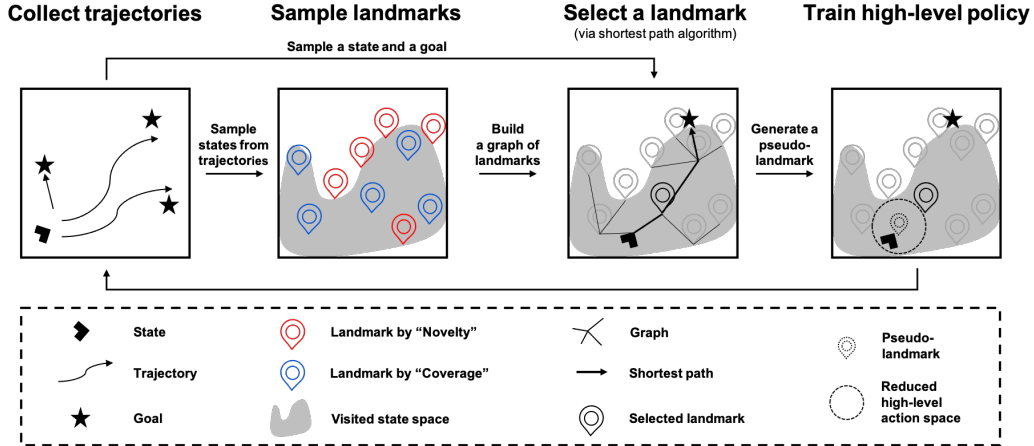 Collect trajectories
Sample landmarks
Select a landmark
(via shortest path algorithm)
Train high-level policy
Sample a state and a goal
Sample
states from
trajectories
Build
a graph of
landmarks
Generate a
pseudo-
landmark
State
Trajectory
Goal
Landmark by “Novelty”
Landmark by “Coverage”
Visited state space
Graph
Shortest path
Selected landmark
Pseudo-
landmark
Reduced
high-level
action space